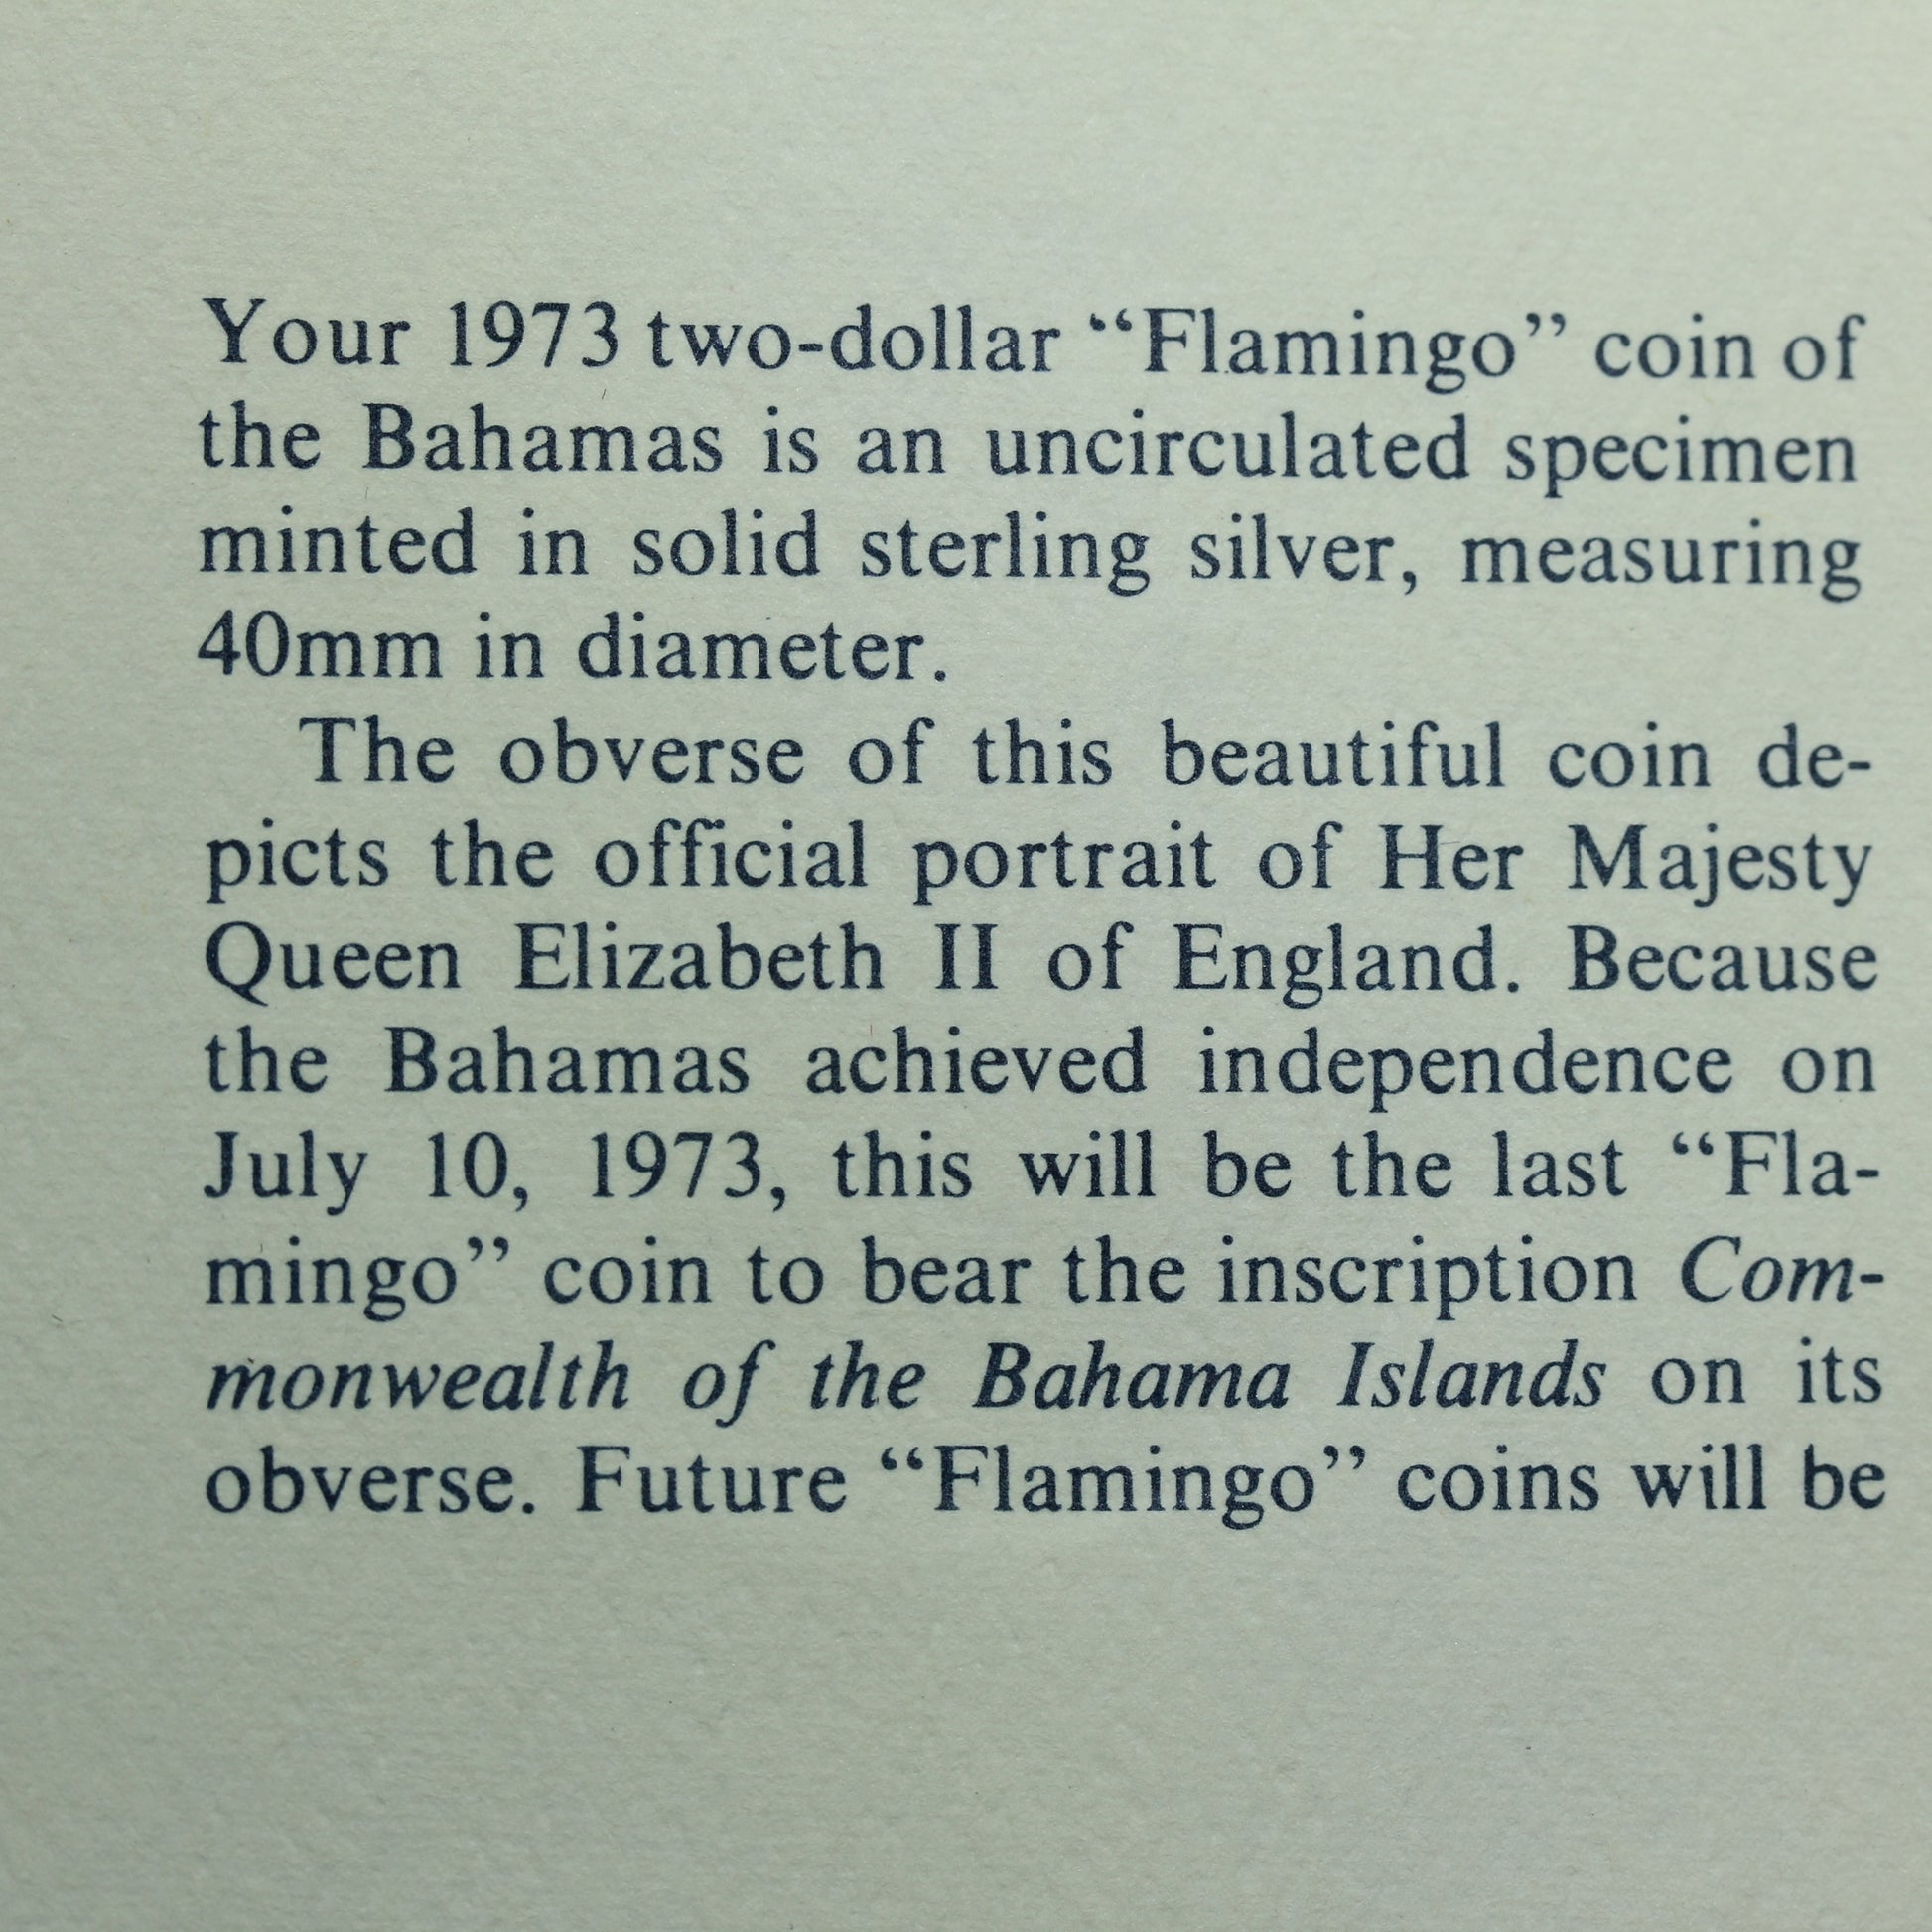 Your 1973 two-dollar “Flamingo” coin of
the Bahamas is an uncirculated specimen
minted in solid sterling silver, measuring
40mm in diameter.
The obverse of this beautiful coin de-
picts the official portrait of Her Majesty
Queen Elizabeth II of England. Because
the Bahamas achieved independence on
July 10, 1973, this will be the last “Fla-
mingo” coin to bear the inscription Com-
monwealth of the Bahama Islands on its
obverse. Future “Flamingo” coins will be